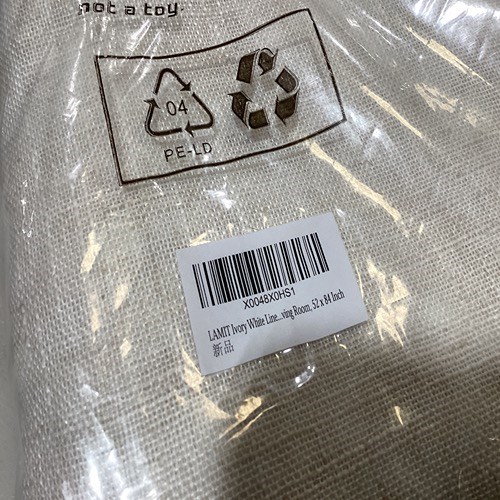 not a toy.
04
PE-LD
X0048X0HS1
LAMIT Ivory White Line...ving Room, 52 x 84 Inch
新品